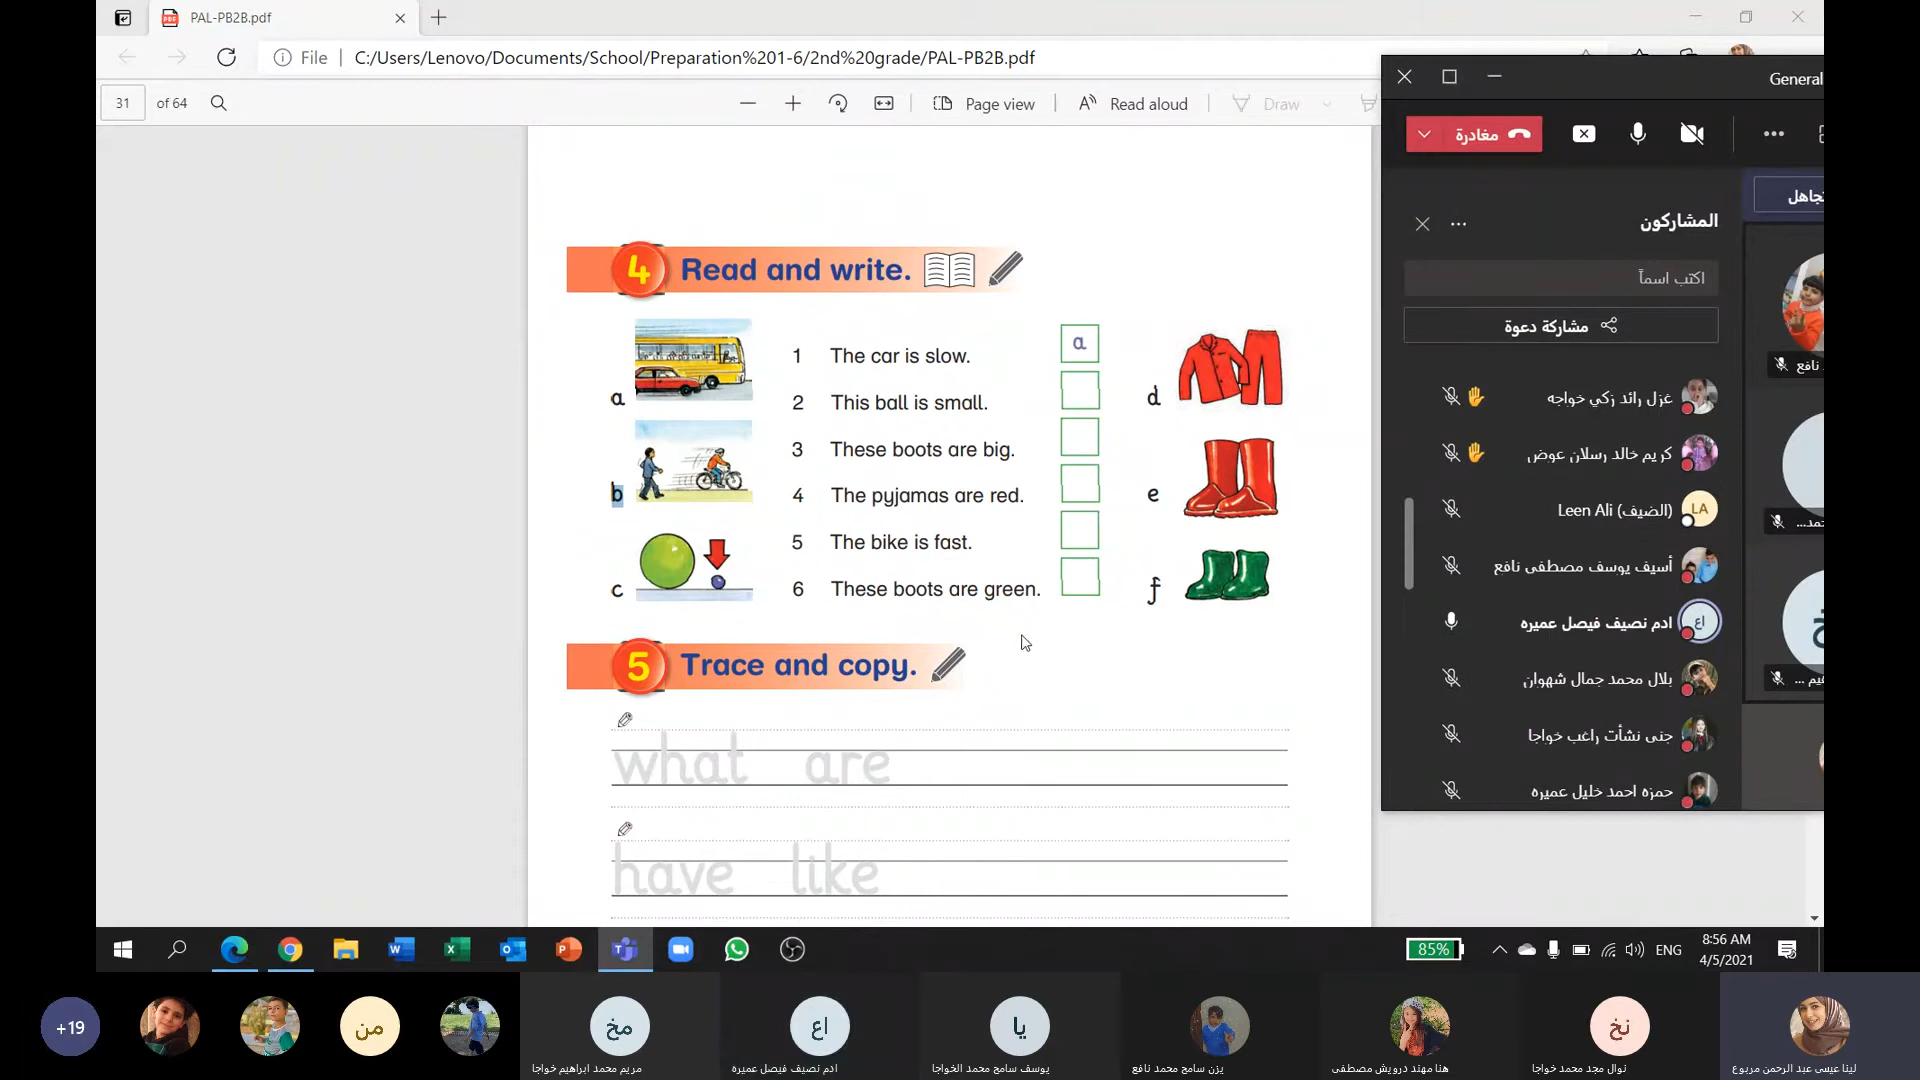 PAL-PB2B.pdf
File
C:/Users/Lenovo/Documents/School/Preparation%201-6/2nd%20grade/PAL-PB2B.pdf
31 of 64
Page view
Read aloud
Draw
General
مغادرة
تجاهل
المشاركون
اكتب اسماً
مشاركة دعوة
غزل رائد زكي خواجه
كريم خالد رسلان عوض
Leen Ali (الضيف)
LA
أسيف يوسف مصطفى نافع
ادم نصيف فيصل عميره
اع
بلال محمد جمال شهوان
جنى نشأت راغب خواجا
حمزه احمد خليل عميره
نافع
4 Read and write.
a
b
c
1 The car is slow. a
2 This ball is small.
3 These boots are big.
4 The pyjamas are red.
5 The bike is fast.
6 These boots are green.
d
e
f
5 Trace and copy.
what are
have like
85%
ENG
8:56 AM
4/5/2021
+19
من
مخ
اع
يا
نخ
مريم محمد ابراهيم خواجا
ادم نصيف فيصل عميره
يوسف سامح محمد الخواجا
يزن سامح محمد نافع
هنا مهند درويش مصطفى
نوال مجد محمد خواجا
لينا عيسى عبد الرحمن مربوع